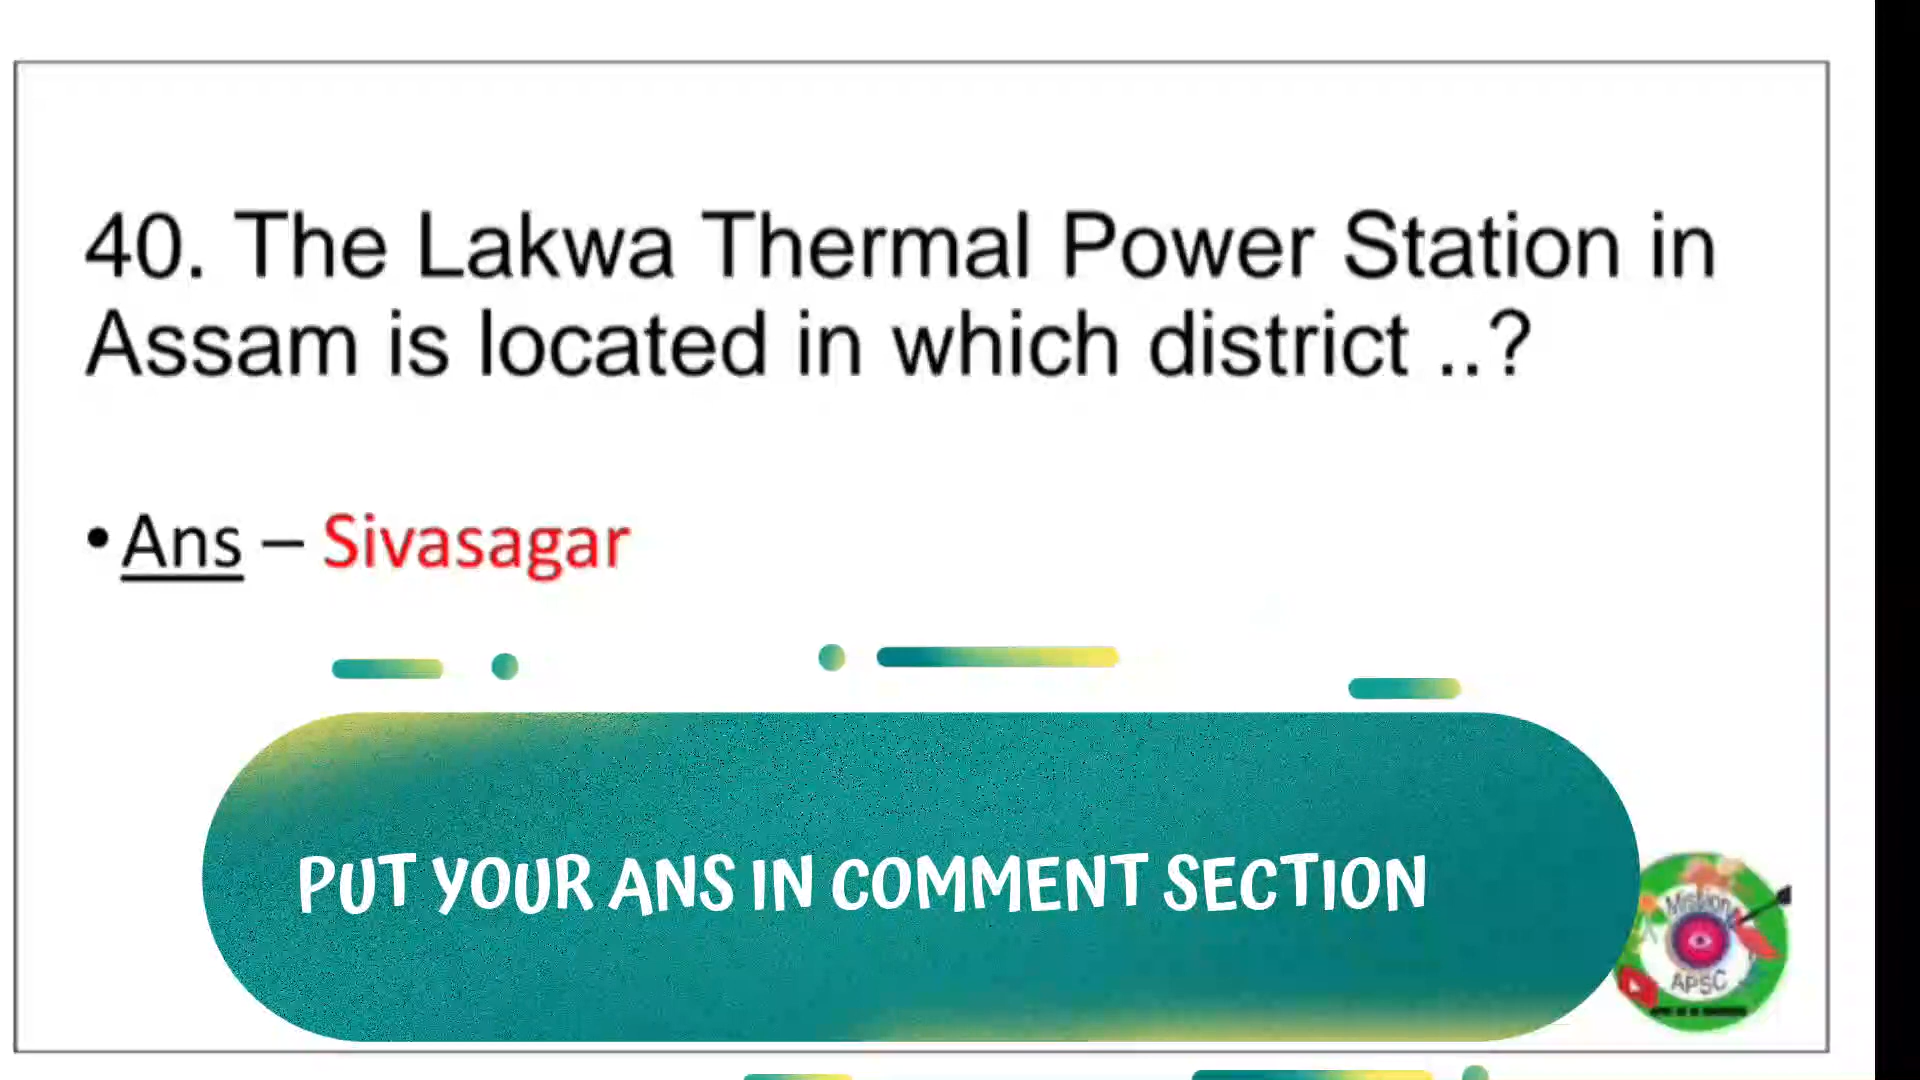 40. The Lakwa Thermal Power Station in
Assam is located in which district ..?
• Ans – Sivasagar
PUT YOUR ANS IN COMMENT SECTION
Mission
APSC